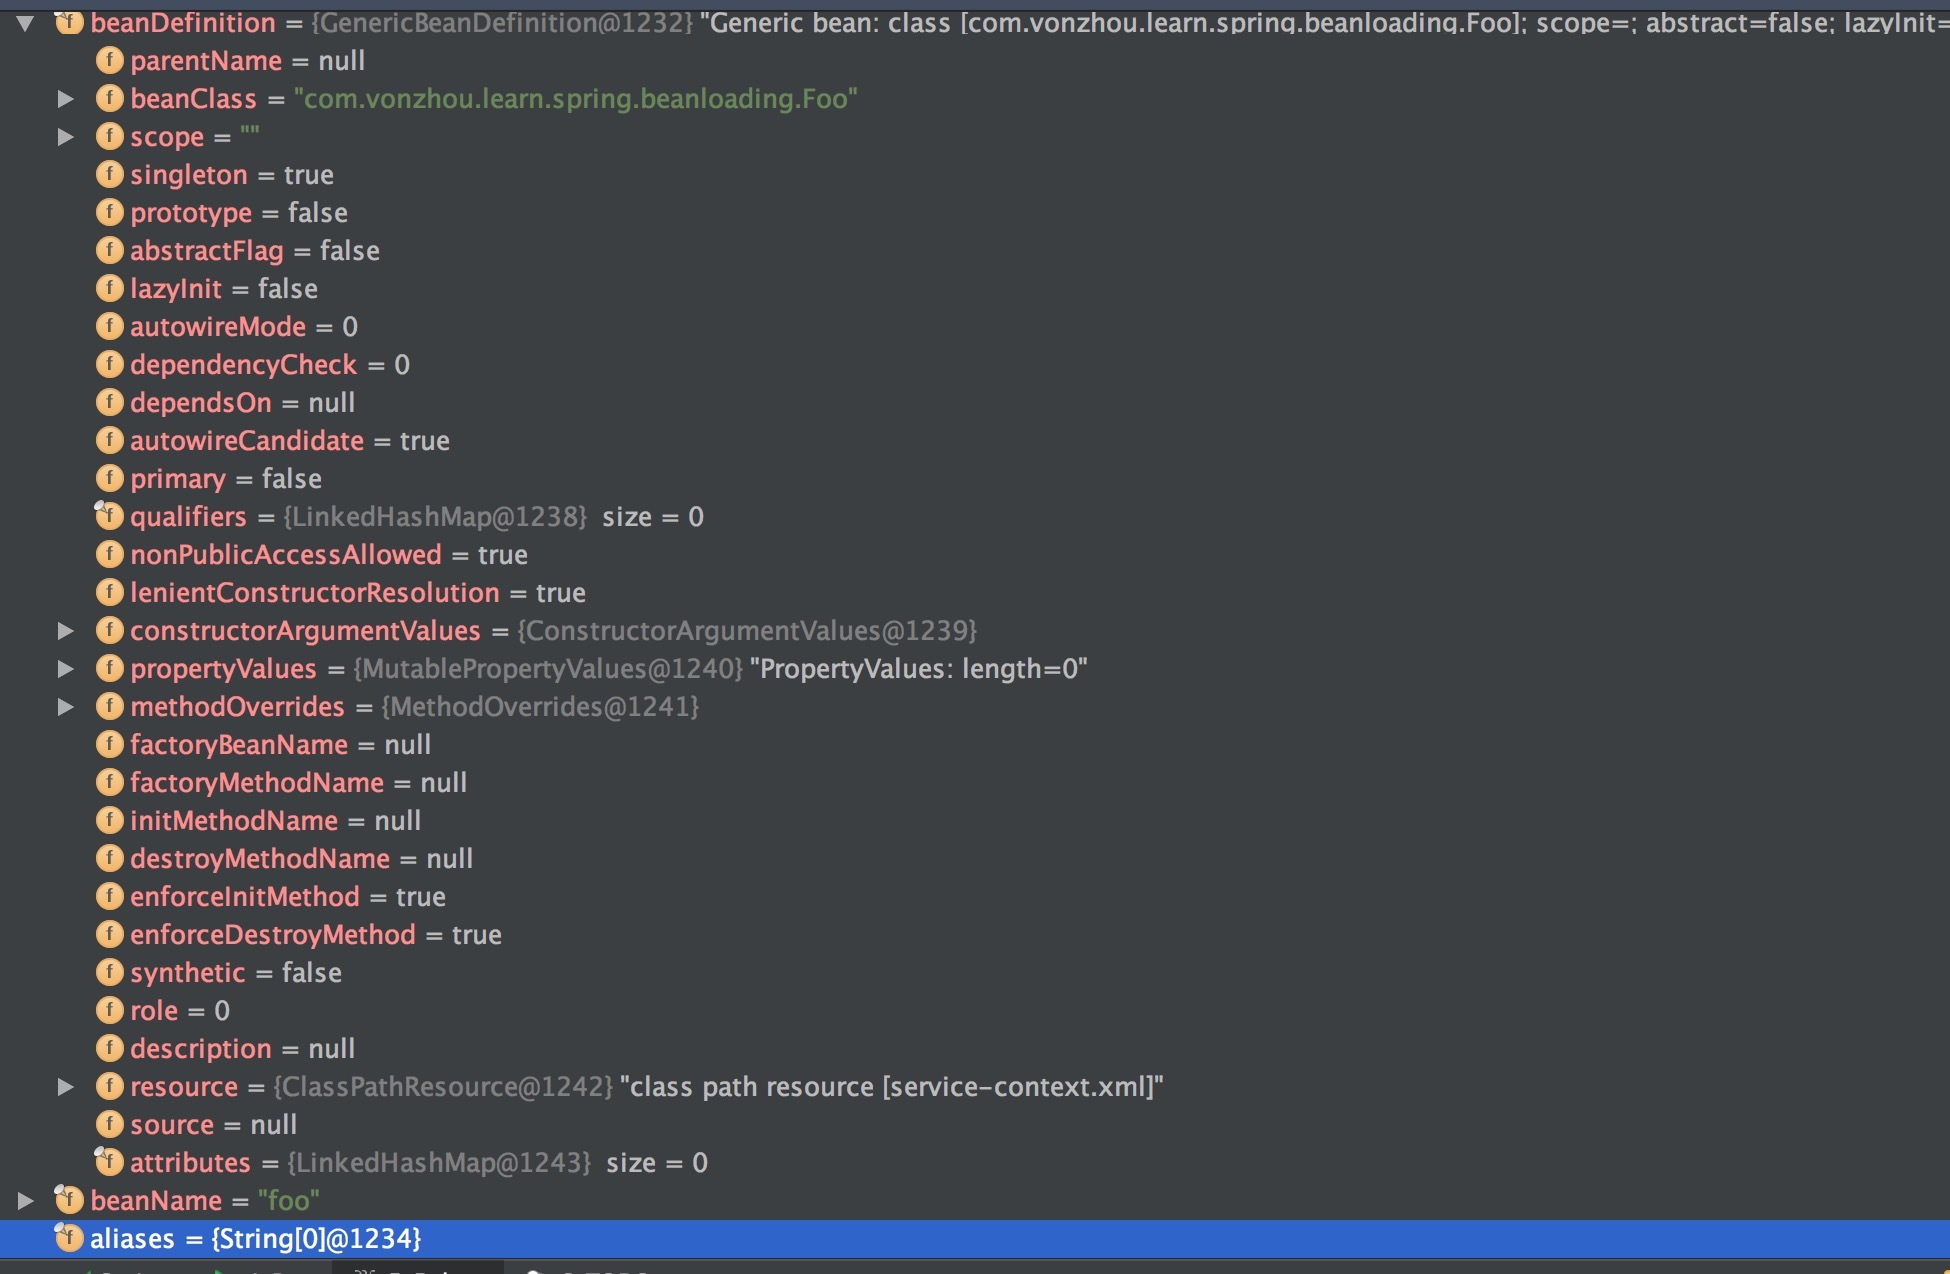 beanDefinition = {GenericBeanDefinition@1232} "Generic bean: class [com.vonzhou.learn.spring.beanloading.Foo]; scope=; abstract=false; lazyInit=
f parentName = null
f beanClass = "com.vonzhou.learn.spring.beanloading.Foo"
f scope = ""
f singleton = true
f prototype = false
f abstractFlag = false
f lazyInit = false
f autowireMode = 0
f dependencyCheck = 0
f dependsOn = null
f autowireCandidate = true
f primary = false
f qualifiers = {LinkedHashMap@1238} size = 0
f nonPublicAccessAllowed = true
f lenientConstructorResolution = true
f constructorArgumentValues = {ConstructorArgumentValues@1239}
f propertyValues = {MutablePropertyValues@1240} "PropertyValues: length=0"
f methodOverrides = {MethodOverrides@1241}
f factoryBeanName = null
f factoryMethodName = null
f initMethodName = null
f destroyMethodName = null
f enforceInitMethod = true
f enforceDestroyMethod = true
f synthetic = false
f role = 0
f description = null
f resource = {ClassPathResource@1242} "class path resource [service-context.xml]"
f source = null
f attributes = {LinkedHashMap@1243} size = 0
f beanName = "foo"
f aliases = {String[0]@1234}